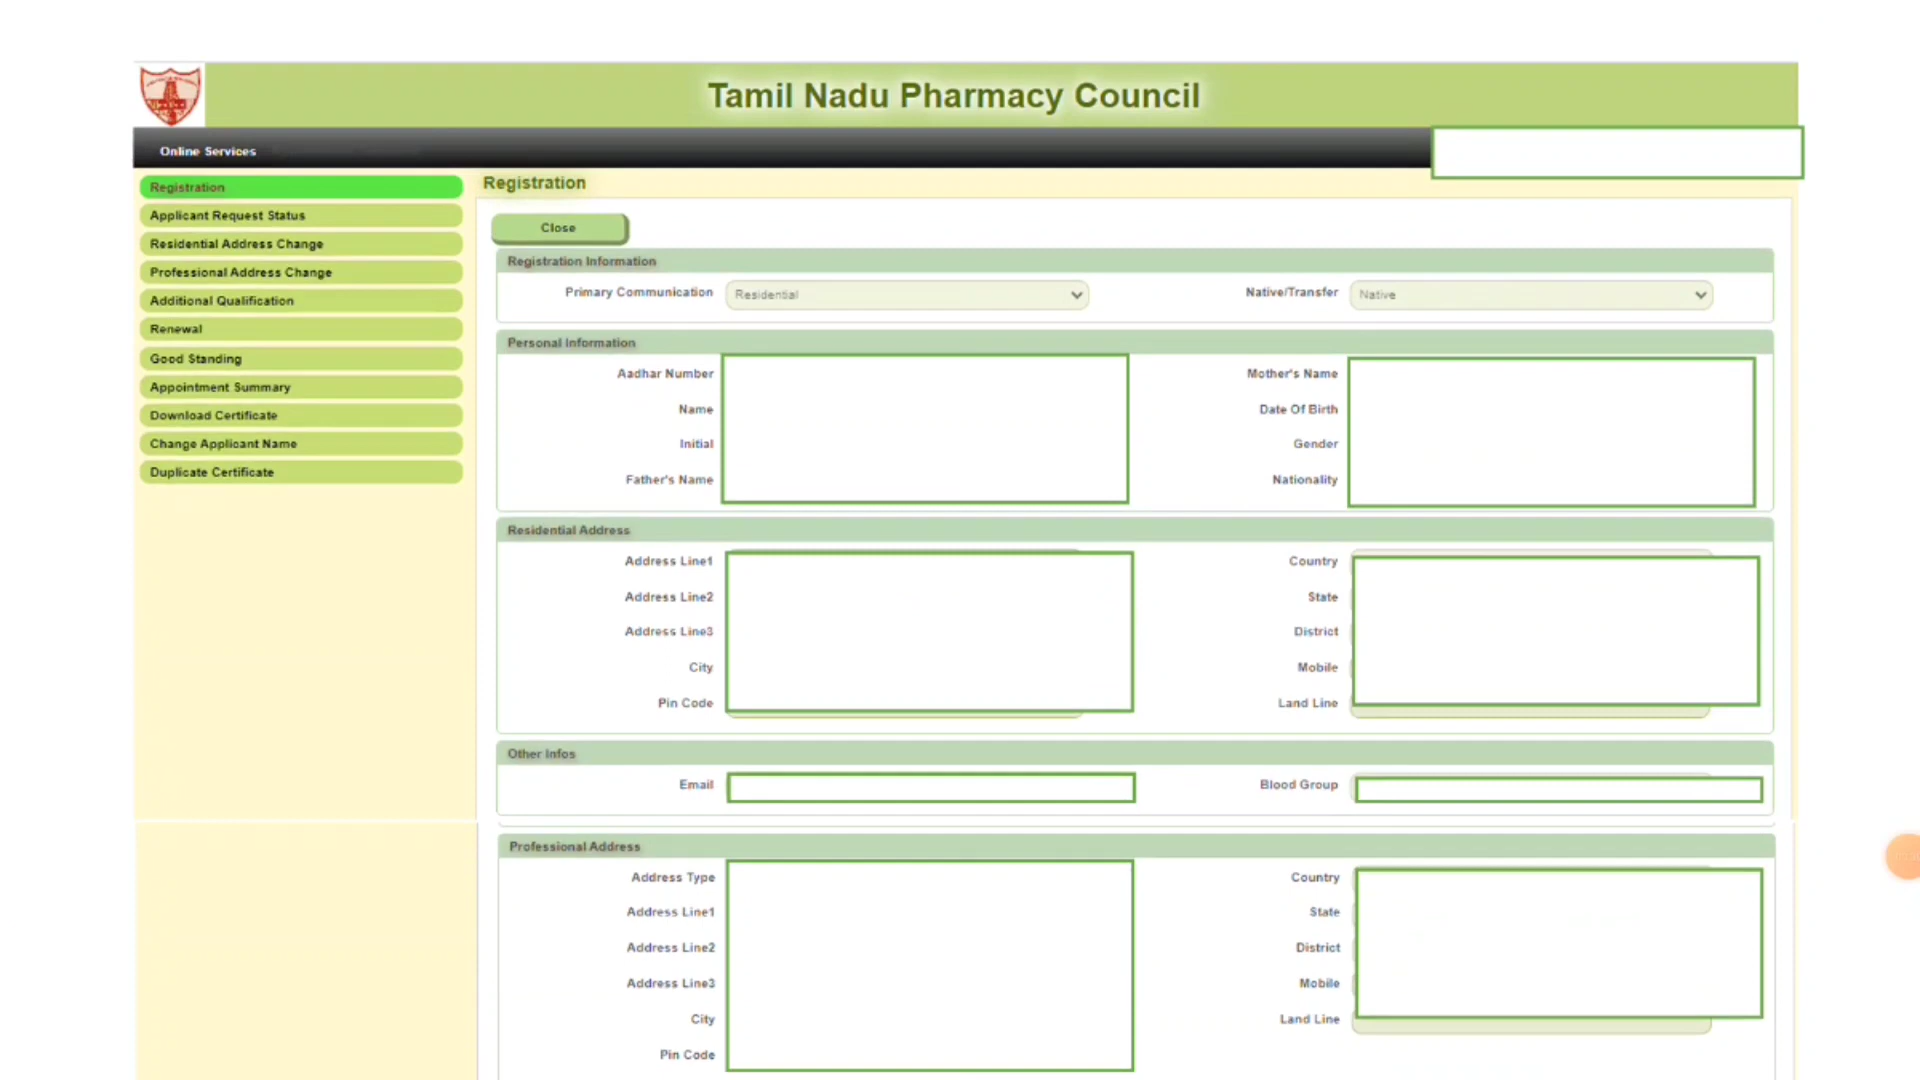 Tamil Nadu Pharmacy Council
Online Services
Registration
Applicant Request Status
Residential Address Change
Professional Address Change
Additional Qualification
Renewal
Good Standing
Appointment Summary
Download Certificate
Change Applicant Name
Duplicate Certificate
Registration
Close
Registration Information
Primary Communication Residential Native/Transfer Native
Personal Information
Aadhar Number Mother's Name
Name Date Of Birth
Initial Gender
Father's Name Nationality
Residential Address
Address Line1 Country
Address Line2 State
Address Line3 District
City Mobile
Pin Code Land Line
Other Infos
Email Blood Group
Professional Address
Address Type Country
Address Line1 State
Address Line2 District
Address Line3 Mobile
City Land Line
Pin Code